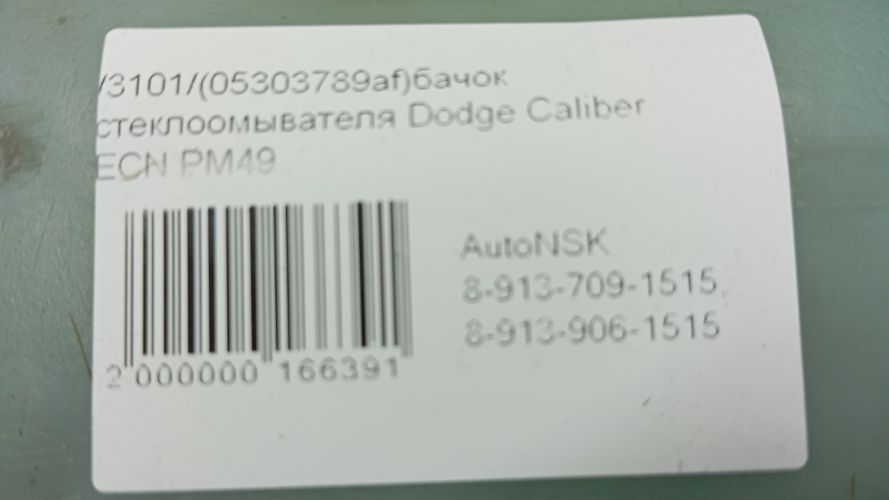 /3101/(05303789af)бачок
стеклоомывателя Dodge Caliber
ECN PM49
AutoNSK
8-913-709-1515,
8-913-906-1515
2 000000 166391